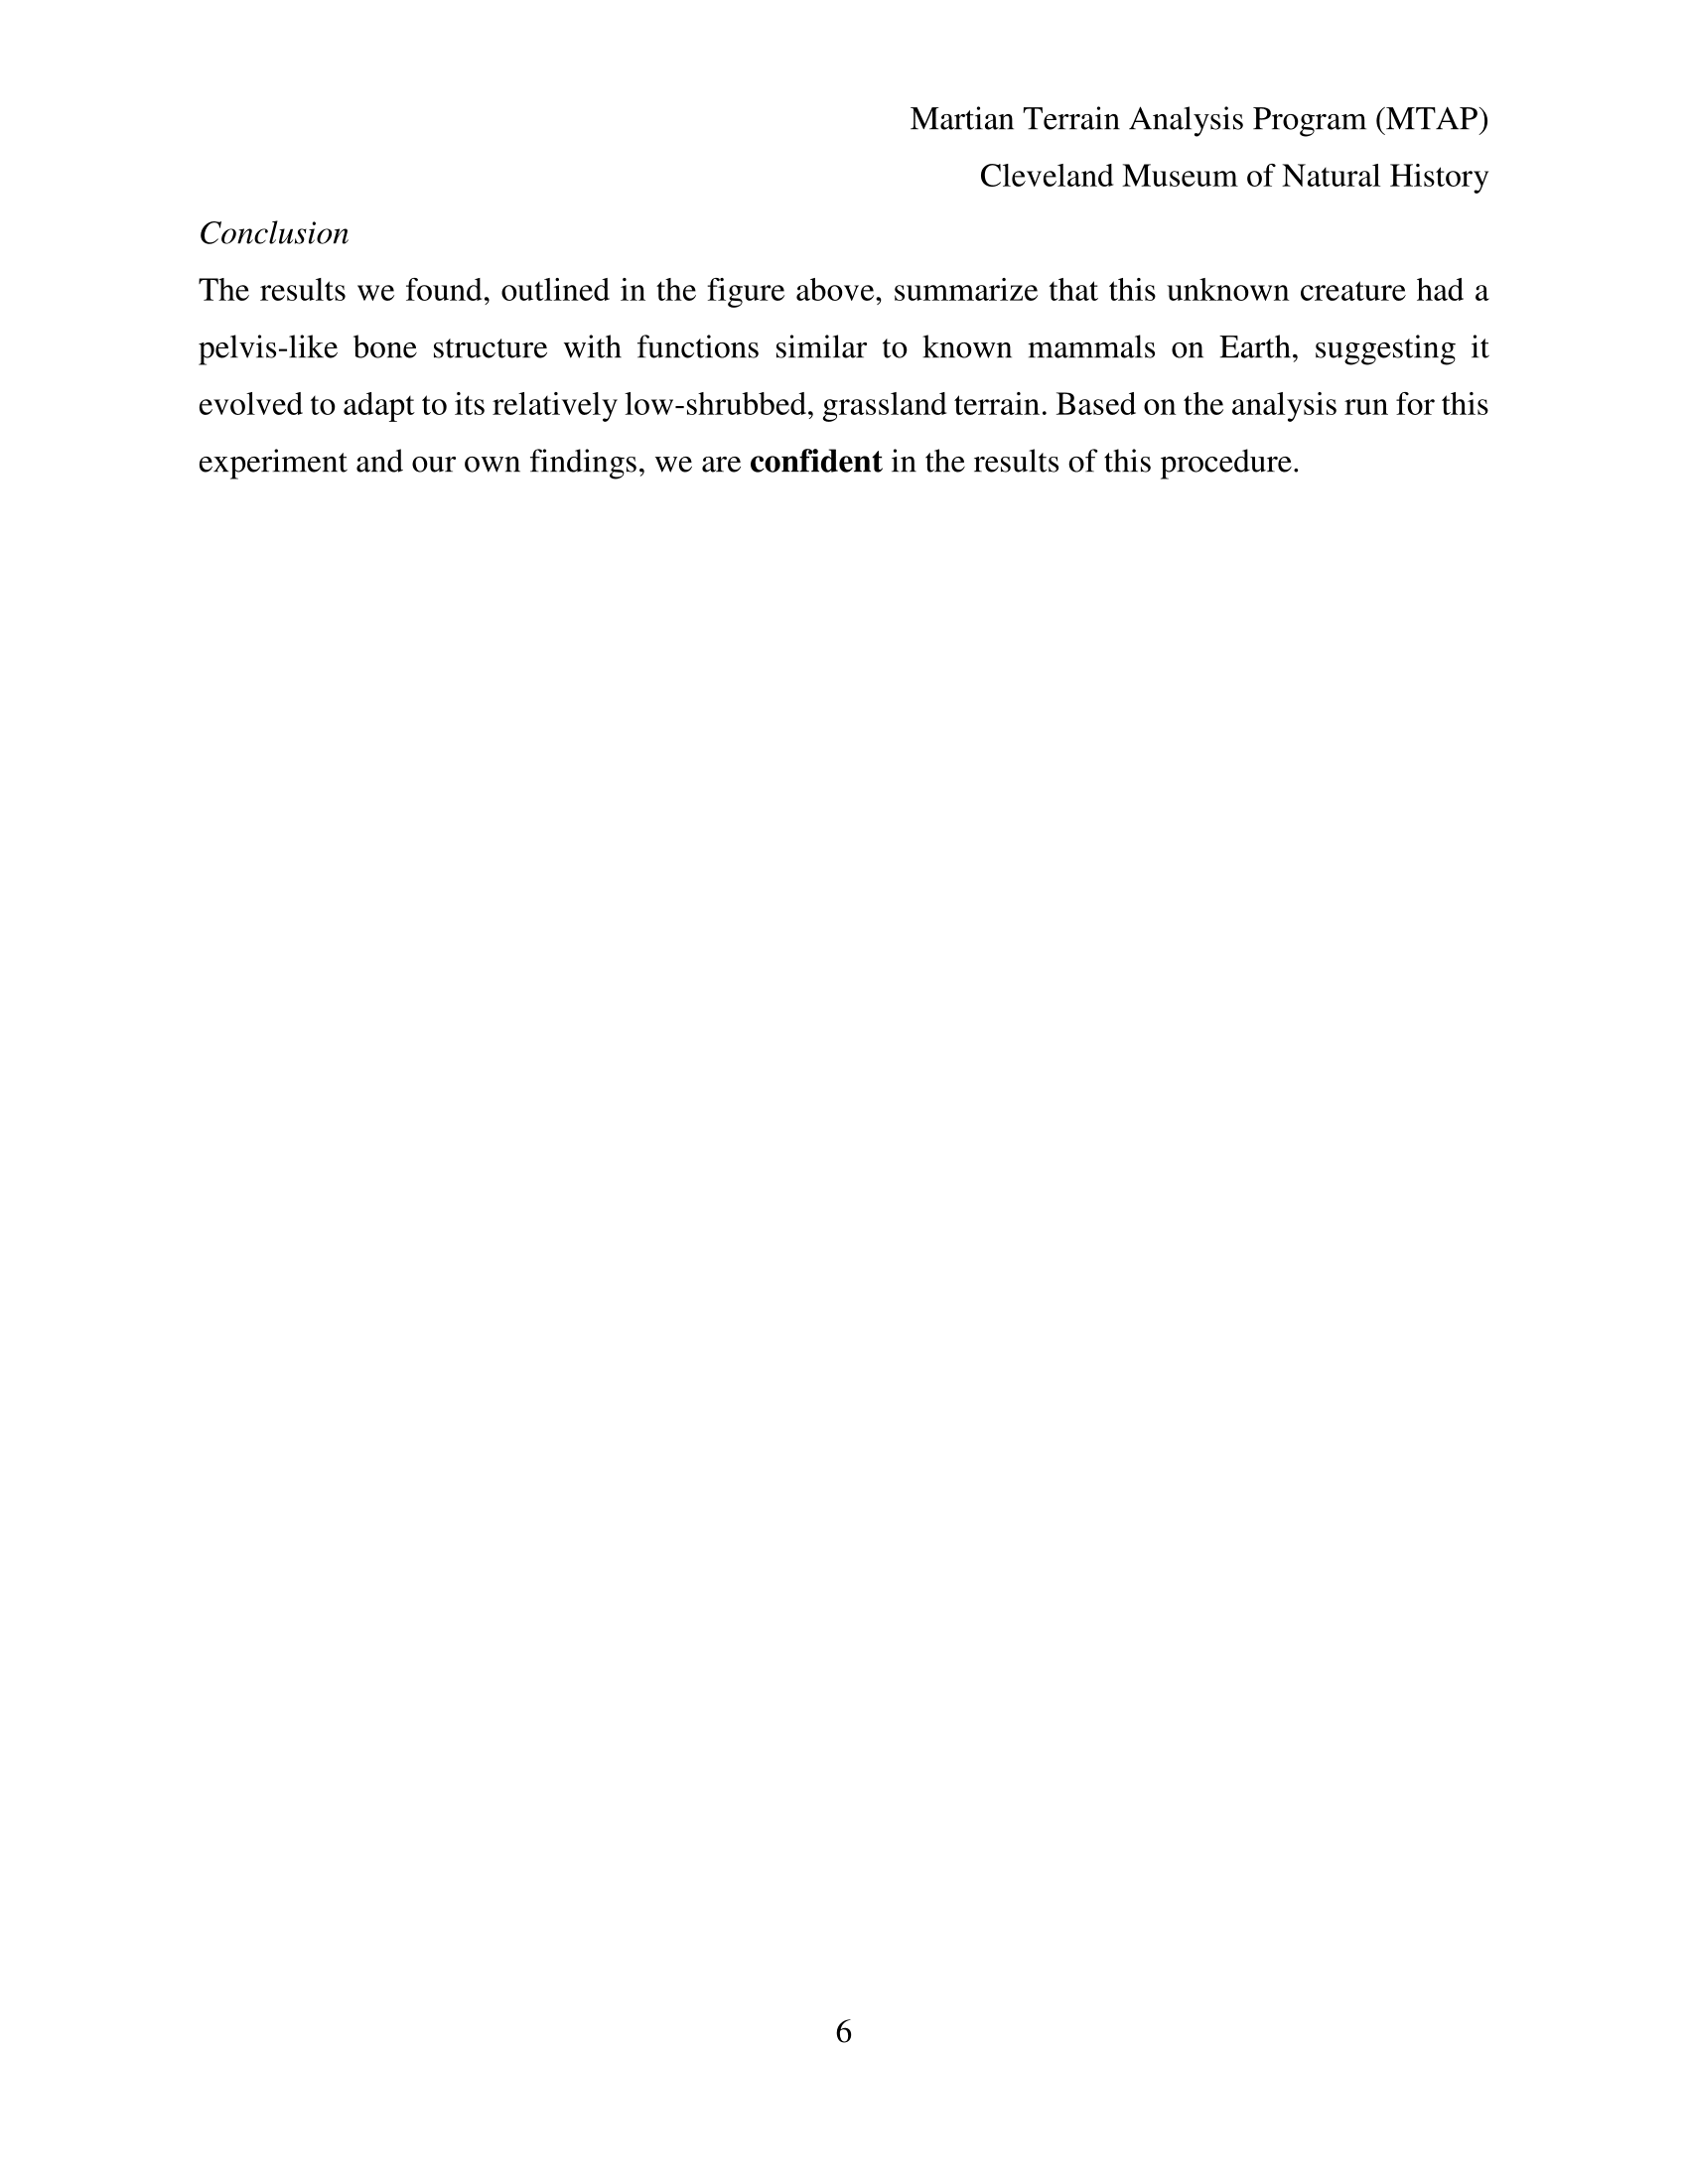 Martian Terrain Analysis Program (MTAP)
Cleveland Museum of Natural History
Conclusion
The results we found, outlined in the figure above, summarize that this unknown creature had a
pelvis-like bone structure with functions similar to known mammals on Earth, suggesting it
evolved to adapt to its relatively low-shrubbed, grassland terrain. Based on the analysis run for this
experiment and our own findings, we are confident in the results of this procedure.
6